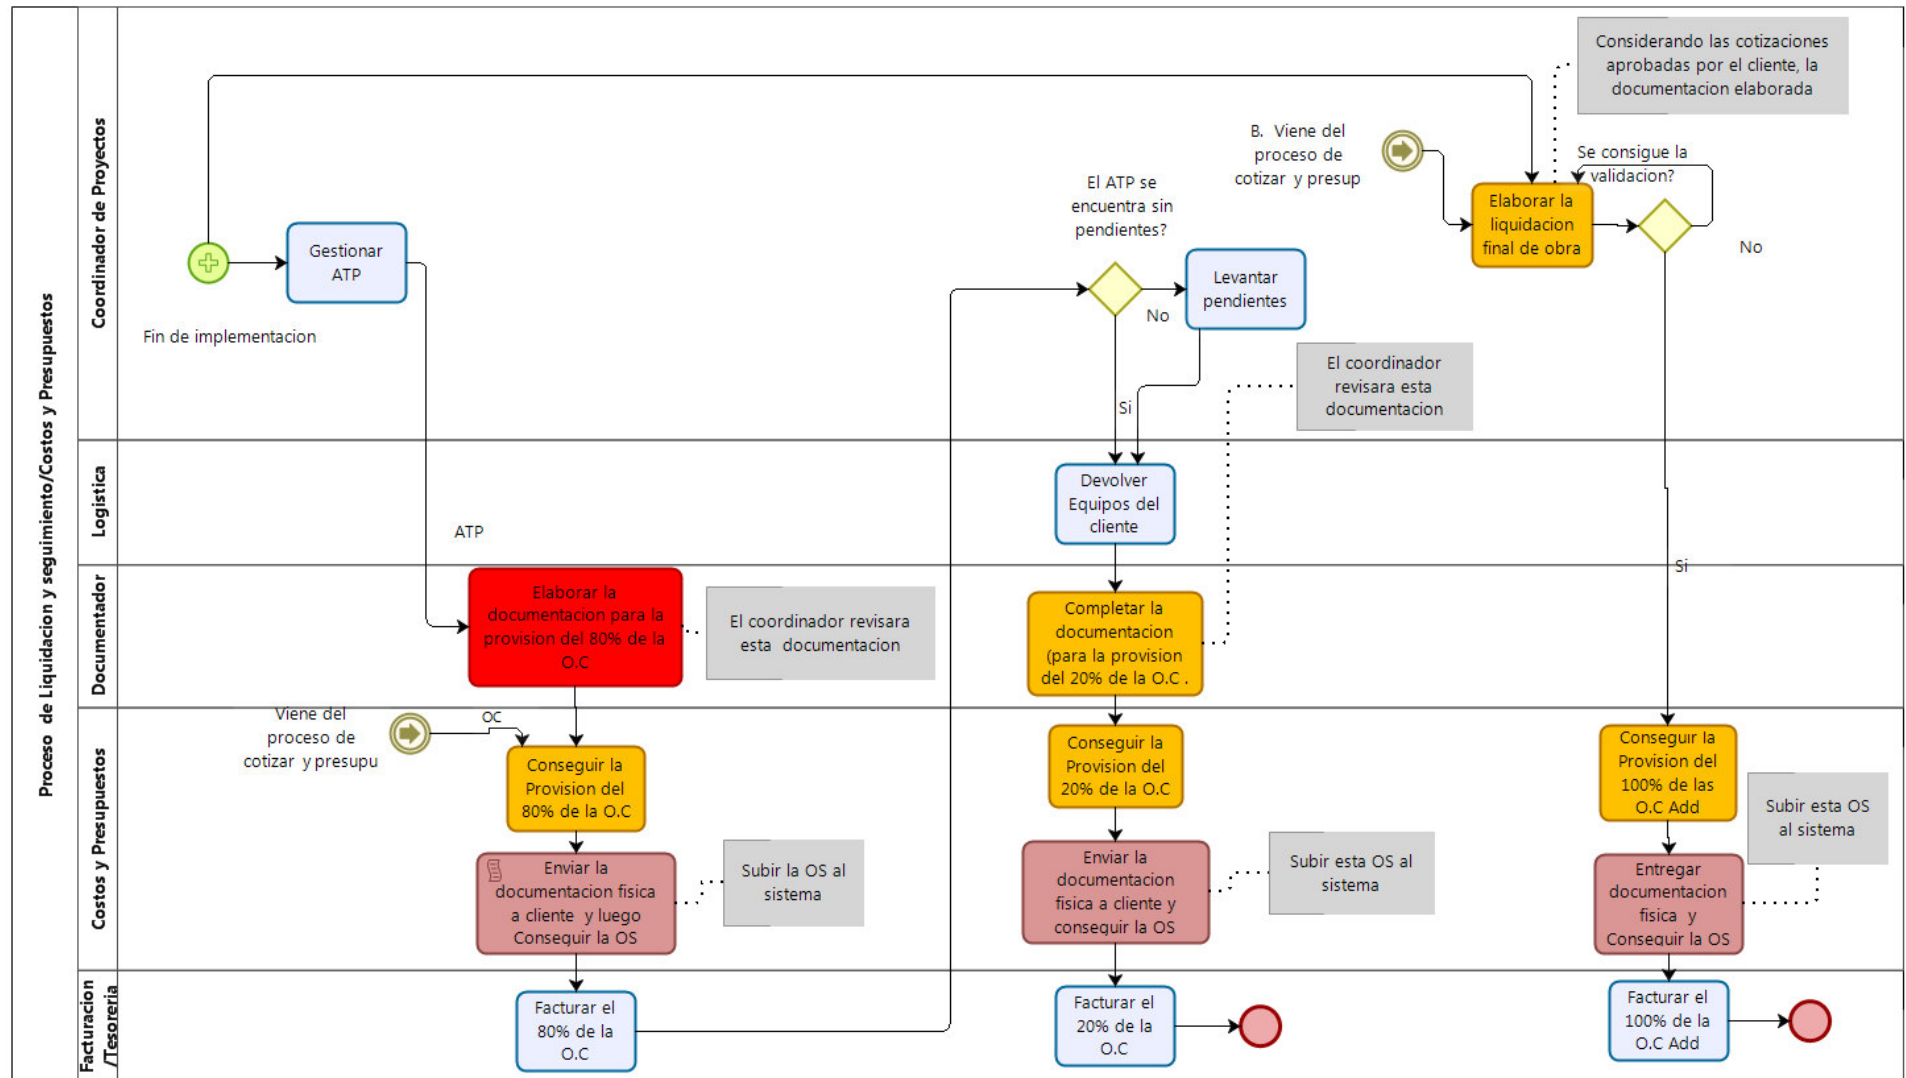 Proceso de Liquidacion y seguimiento/Costos y Presupuestos
Coordinador de Proyectos
Considerando las cotizaciones
aprobadas por el cliente, la
documentacion elaborada
B. Viene del
proceso de
cotizar y presup
Se consigue la
validacion?
El ATP se
encuentra sin
pendientes?
Elaborar la
liquidacion
final de obra
No
Gestionar
ATP
Levantar
pendientes
No
Fin de implementacion
El coordinador
revisara esta
documentacion
Si
Logistica
Devolver
Equipos del
cliente
ATP
Si
Documentador
Elaborar la
documentacion para la
provision del 80% de la
O.C
El coordinador revisara
esta documentacion
Completar la
documentacion
(para la provision
del 20% de la O.C .
Costos y Presupuestos
Viene del
proceso de
cotizar y presupu
OC
Conseguir la
Provision del
80% de la O.C
Conseguir la
Provision del
20% de la O.C
Conseguir la
Provision del
100% de las
O.C Add
Subir esta OS
al sistema
Enviar la
documentacion fisica
a cliente y luego
Conseguir la OS
Subir la OS al
sistema
Enviar la
documentacion
fisica a cliente y
conseguir la OS
Subir esta OS al
sistema
Entregar
documentacion
fisica y
Conseguir la OS
Facturacion
/Tesoreria
Facturar el
80% de la
O.C
Facturar el
20% de la
O.C
Facturar el
100% de la
O.C Add